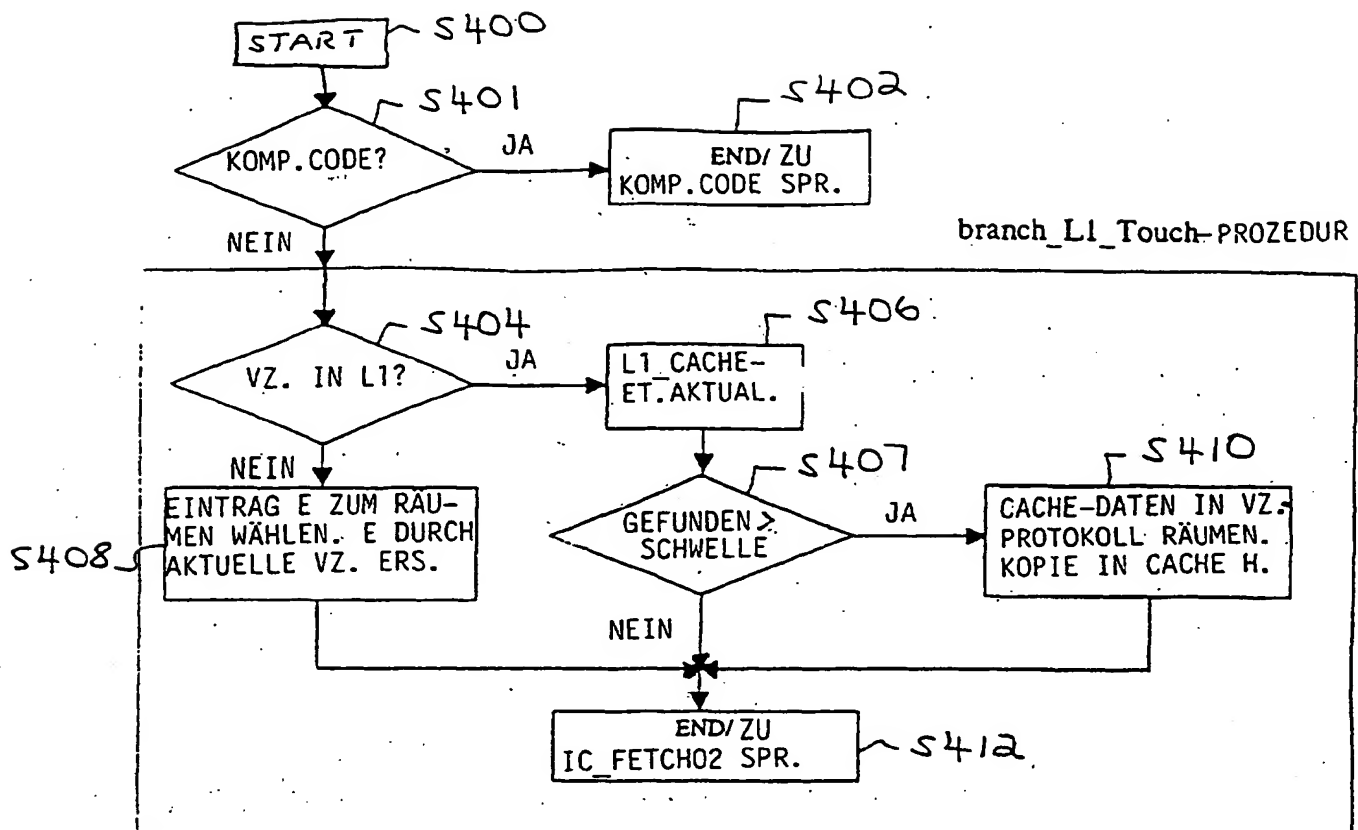 START
S400
S401
KOMP.CODE?
JA
S402
END/ ZU
KOMP.CODE SPR.
NEIN
branch_L1_Touch-PROZEDUR
S404
VZ. IN L1?
JA
S406
L1_CACHE-
ET.AKTUAL.
NEIN
S408
EINTRAG E ZUM RÄU-
MEN WÄHLEN. E DURCH
AKTUELLE VZ. ERS.
S407
GEFUNDEN >
SCHWELLE
JA
S410
CACHE-DATEN IN VZ.-
PROTOKOLL RÄUMEN.
KOPIE IN CACHE H.
NEIN
END/ ZU
IC_FETCH02 SPR.
S412